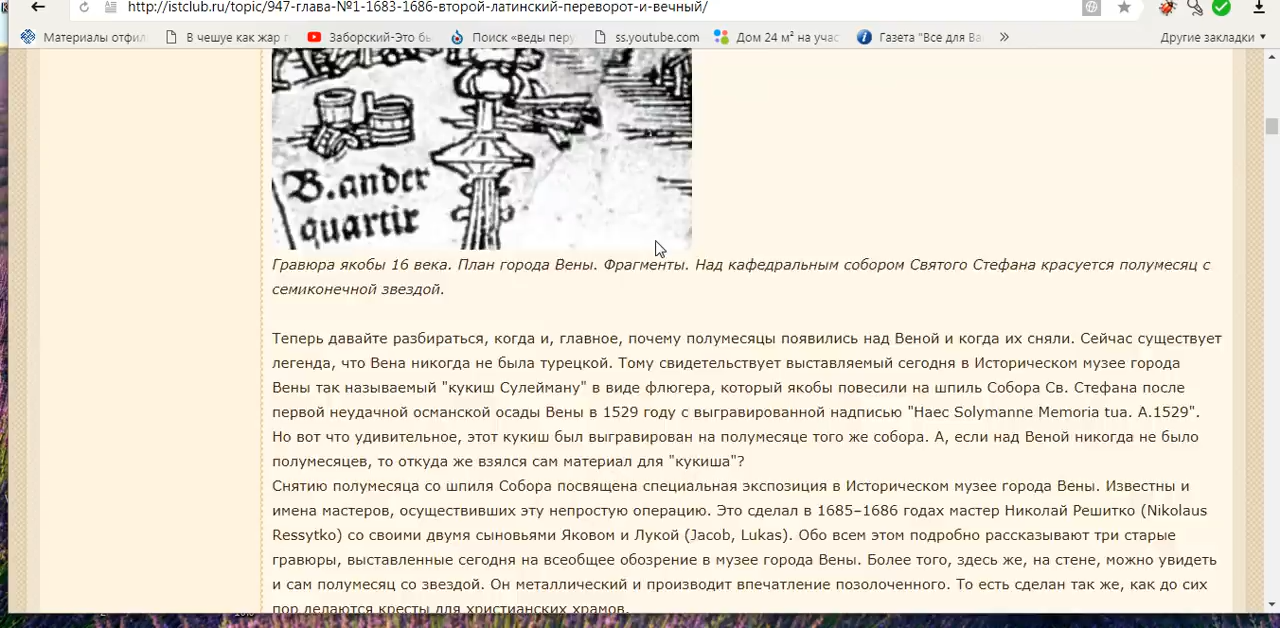 http://istclub.ru/topic/947-глава-№1-1683-1686-второй-латинский-переворот-и-вечный/
Материалы отфил В чешуе как жар г Заборский-Это бы Поиск «веды перу ss.youtube.com Дом 24 м² на учас Газета "Все для Ва » Другие закладки
B. ander
quartir
Гравюра якобы 16 века. План города Вены. Фрагменты. Над кафедральным собором Святого Стефана красуется полумесяц с
семиконечной звездой.
Теперь давайте разбираться, когда и, главное, почему полумесяцы появились над Веной и когда их сняли. Сейчас существует
легенда, что Вена никогда не была турецкой. Тому свидетельствует выставляемый сегодня в Историческом музее города
Вены так называемый "кукиш Сулейману" в виде флюгера, который якобы повесили на шпиль Собора Св. Стефана после
первой неудачной османской осады Вены в 1529 году с выгравированной надписью "Haec Solymanne Memoria tua. A.1529".
Но вот что удивительное, этот кукиш был выгравирован на полумесяце того же собора. А, если над Веной никогда не было
полумесяцев, то откуда же взялся сам материал для "кукиша"?
Снятию полумесяца со шпиля Собора посвящена специальная экспозиция в Историческом музее города Вены. Известны и
имена мастеров, осуществивших эту непростую операцию. Это сделал в 1685–1686 годах мастер Николай Решитко (Nikolaus
Ressytko) со своими двумя сыновьями Яковом и Лукой (Jacob, Lukas). Обо всем этом подробно рассказывают три старые
гравюры, выставленные сегодня на всеобщее обозрение в музее города Вены. Более того, здесь же, на стене, можно увидеть
и сам полумесяц со звездой. Он металлический и производит впечатление позолоченного. То есть сделан так же, как до сих
пор делаются кресты для христианских храмов.